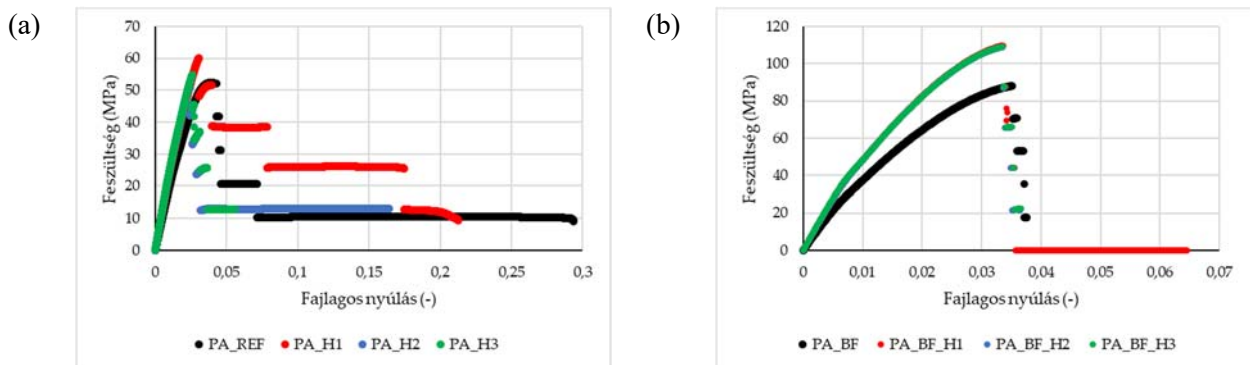 (a)
Feszültség (MPa)
70
60
50
40
30
20
10
0
0 0,05 0,1 0,15 0,2 0,25 0,3
Fajlagos nyúlás (-)
PA_REF PA_H1 PA_H2 PA_H3
(b)
Feszültség (MPa)
120
100
80
60
40
20
0
0 0,01 0,02 0,03 0,04 0,05 0,06 0,07
Fajlagos nyúlás (-)
PA_BF PA_BF_H1 PA_BF_H2 PA_BF_H3